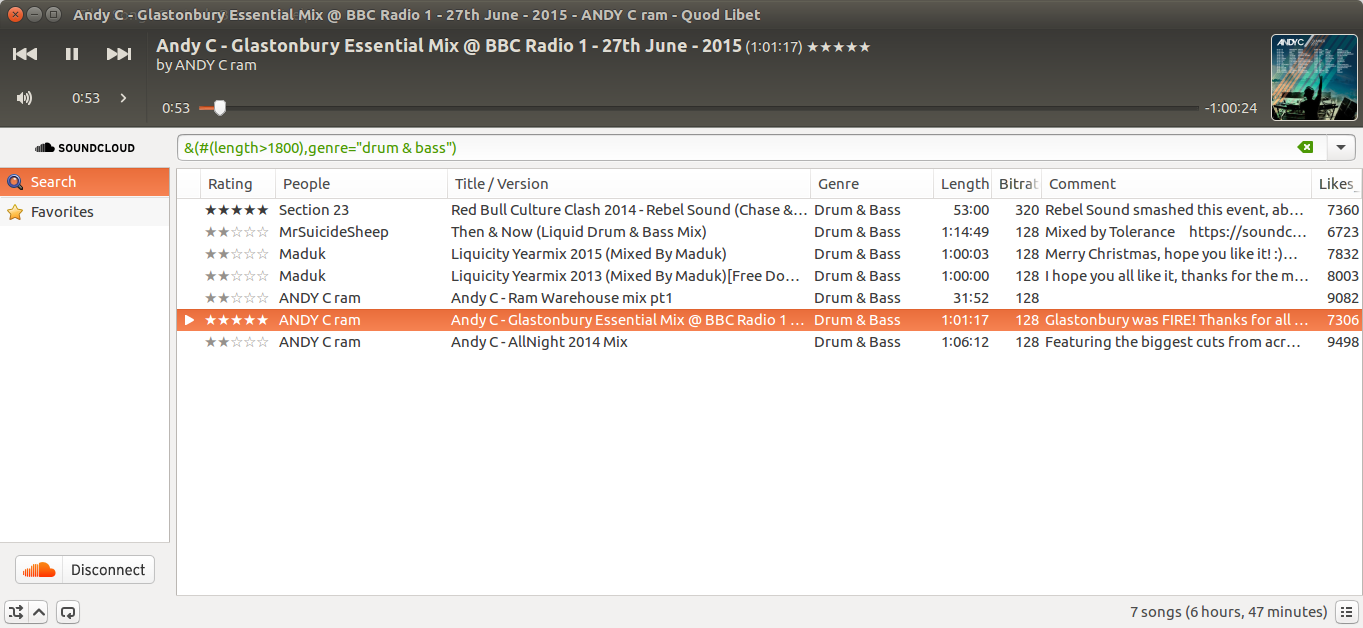 Andy C - Glastonbury Essential Mix @ BBC Radio 1 - 27th June - 2015 - ANDY C ram - Quod Libet
Andy C - Glastonbury Essential Mix @ BBC Radio 1 - 27th June - 2015 (1:01:17) ★★★★★
by ANDY C ram
0:53
0:53 -1:00:24
ANDYC
SOUNDCLOUD
&(#(length>1800),genre="drum & bass")
Search
Favorites
Rating People Title / Version Genre Length Bitrat Comment Likes_
★★★★★ Section 23 Red Bull Culture Clash 2014 - Rebel Sound (Chase &... Drum & Bass 53:00 320 Rebel Sound smashed this event, ab... 7360
★★☆☆☆ MrSuicideSheep Then & Now (Liquid Drum & Bass Mix) Drum & Bass 1:14:49 128 Mixed by Tolerance https://soundc... 6723
★★☆☆☆ Maduk Liquicity Yearmix 2015 (Mixed By Maduk) Drum & Bass 1:00:03 128 Merry Christmas, hope you like it! :)... 7832
★★☆☆☆ Maduk Liquicity Yearmix 2013 (Mixed By Maduk)[Free Do... Drum & Bass 1:00:00 128 I hope you all like it, thanks for the m... 8003
★★☆☆☆ ANDY C ram Andy C - Ram Warehouse mix pt1 Drum & Bass 31:52 128 9082
★★★★★ ANDY C ram Andy C - Glastonbury Essential Mix @ BBC Radio 1 ... Drum & Bass 1:01:17 128 Glastonbury was FIRE! Thanks for all ... 7306
★★☆☆☆ ANDY C ram Andy C - AllNight 2014 Mix Drum & Bass 1:06:12 128 Featuring the biggest cuts from acr... 9498
Disconnect
7 songs (6 hours, 47 minutes)